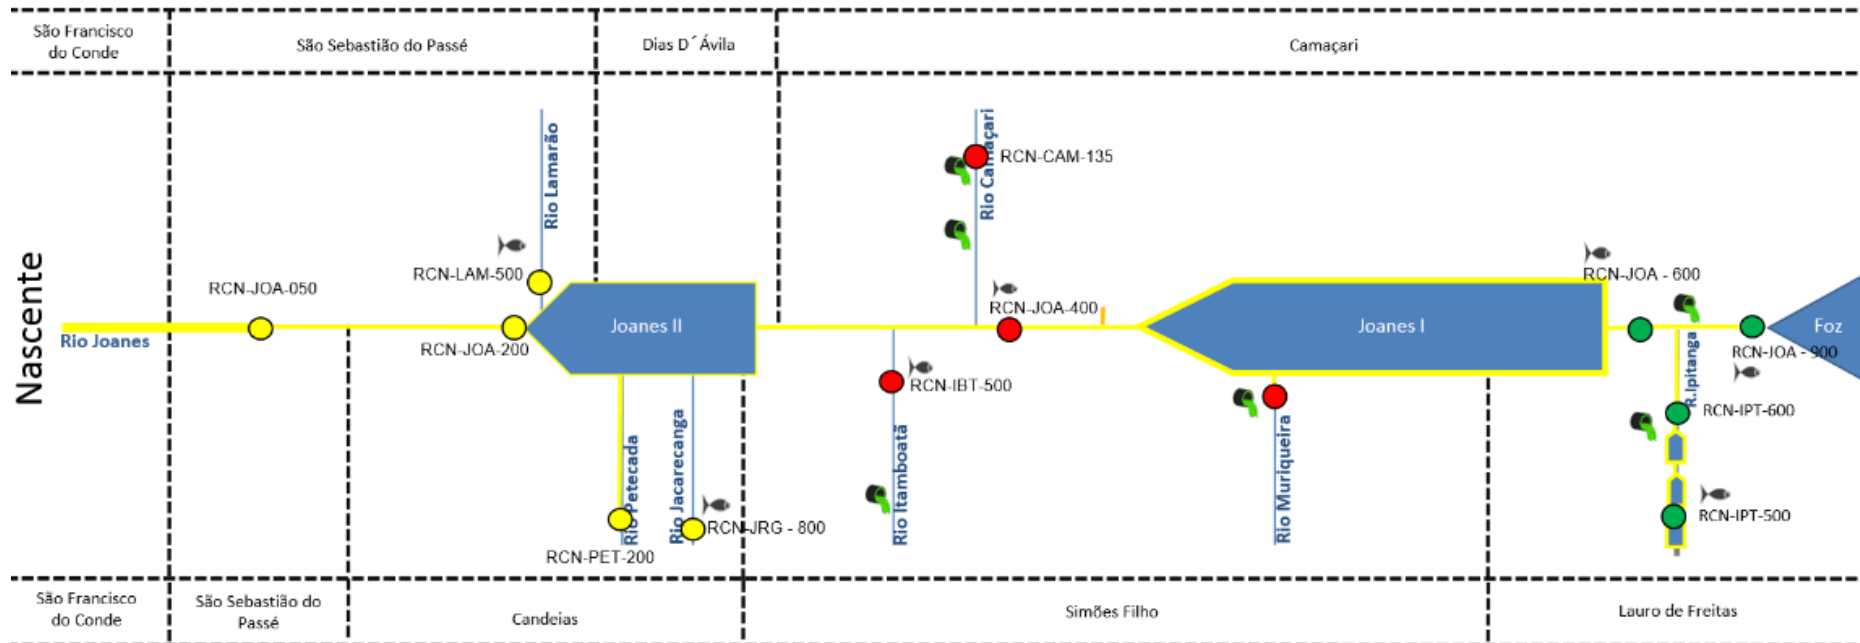 São Francisco
do Conde
São Sebastião do Passé
Dias D´Ávila
Camaçari
Nascente
Rio Joanes
RCN-JOA-050
Rio Lamarão
RCN-LAM-500
RCN-JOA-200
Joanes II
Rio Petecada
RCN-PET-200
Rio Jacarecanga
RCN-JRG - 800
Rio Camaçari
RCN-CAM-135
RCN-JOA-400
RCN-IBT-500
Rio Itamboatã
Joanes I
Rio Muriqueira
RCN-JOA - 600
Foz
RCN-JOA - 900
R.Ipitanga
RCN-IPT-600
RCN-IPT-500
São Francisco
do Conde
São Sebastião do
Passé
Candeias
Simões Filho
Lauro de Freitas